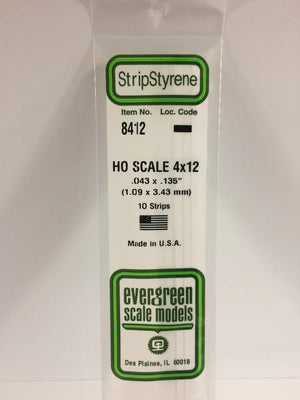 StripStyrene
Item No. Loc. Code
8412
HO SCALE 4x12
.043 x .135"
(1.09 x 3.43 mm)
10 Strips
Made in U.S.A.
evergreen
scale models
Des Plaines, IL 60018